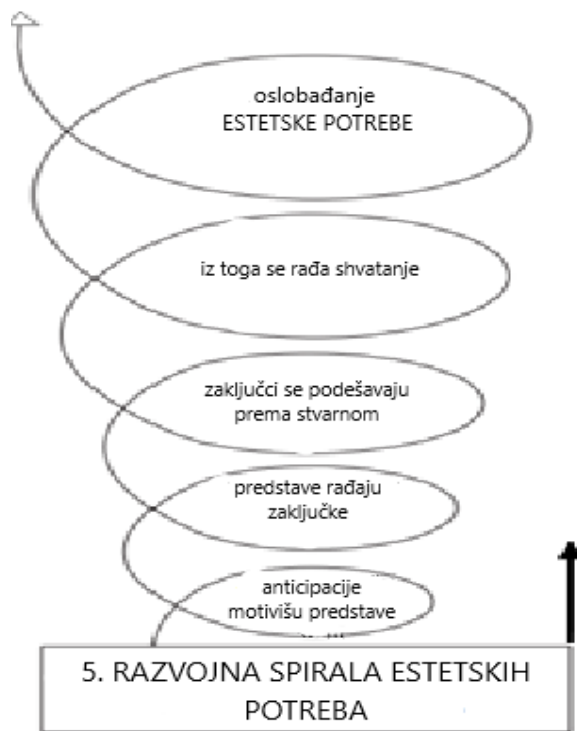 oslobađanje
ESTETSKE POTREBE
iz toga se rađa shvatanje
zaključci se podešavaju
prema stvarnom
predstave rađaju
zaključke
anticipacije
motivišu predstave
5. RAZVOJNA SPIRALA ESTETSKIH
POTREBA